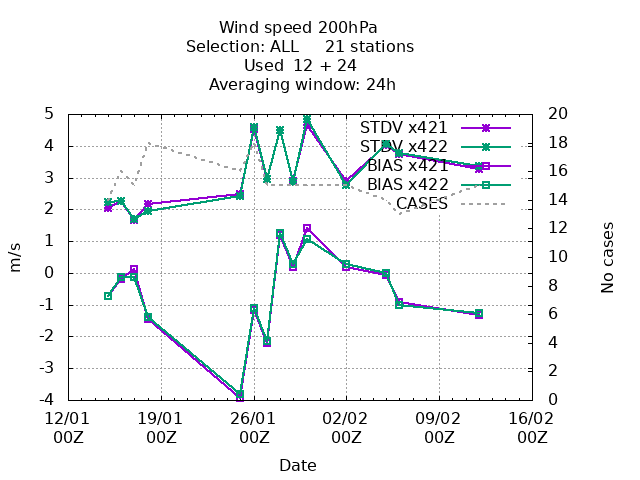 Wind speed 200hPa
Selection: ALL 21 stations
Used 12 + 24
Averaging window: 24h
5
4
3
2
1
0
-1
-2
-3
-4
m/s
20
18
16
14
12
10
8
6
4
2
0
No cases
STDV x421
STDV x422
BIAS x421
BIAS x422
CASES
12/01 19/01 26/01 02/02 09/02 16/02
00Z 00Z 00Z 00Z 00Z 00Z
Date